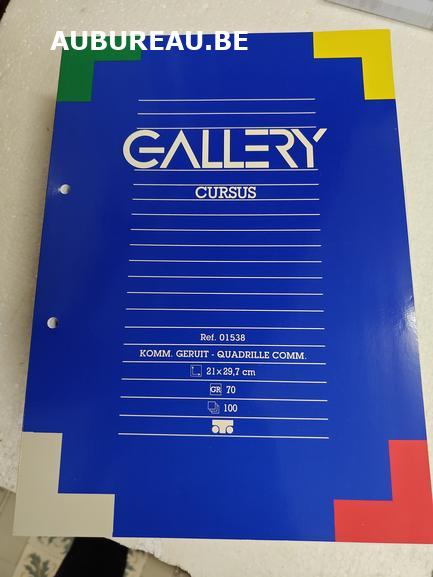 AUBUREAU.BE
GALLERY
CURSUS
Ref. 01538
KOMM. GERUIT - QUADRILLE COMM.
21 x 29,7 cm
GR 70
100